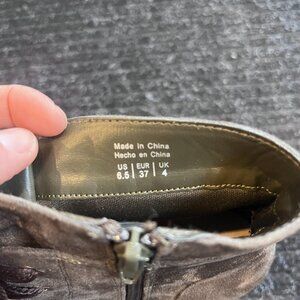 Made in China
Hecho en China
US | EUR | UK
6.5 | 37 | 4